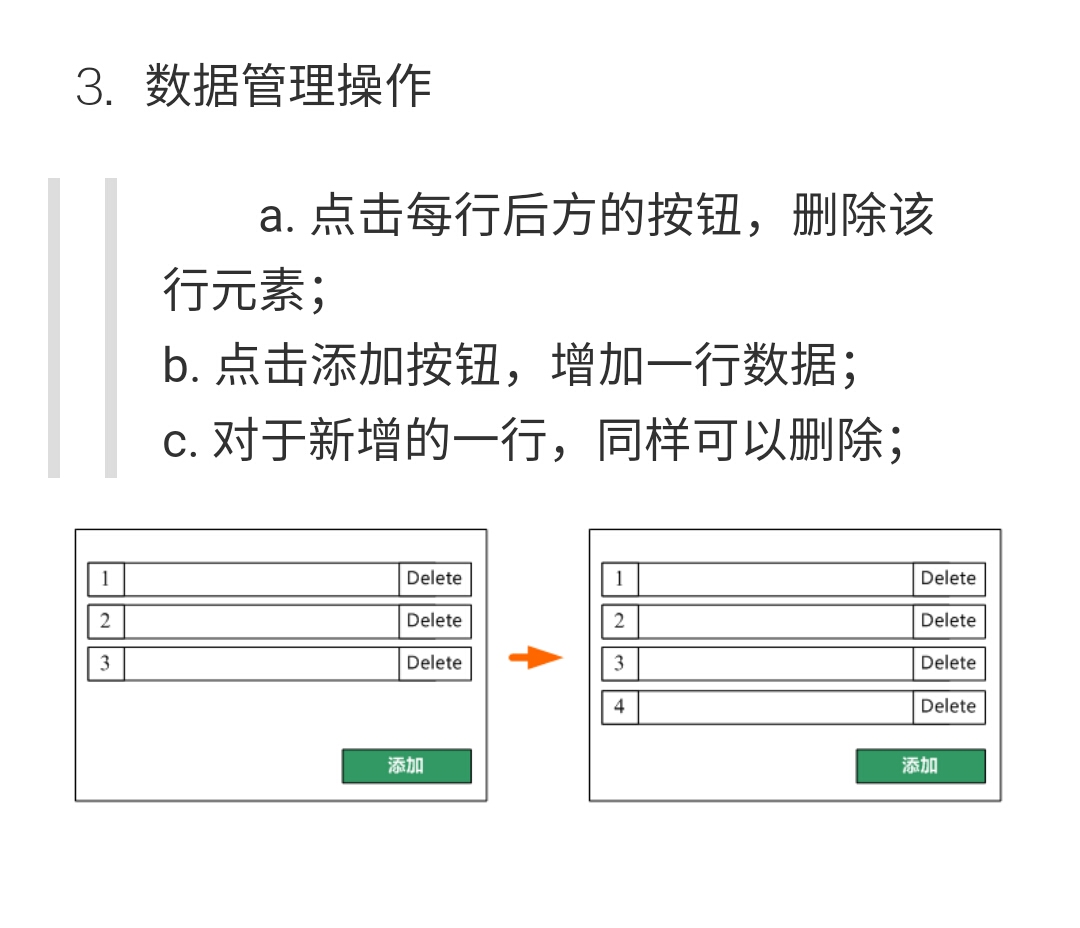 3. 数据管理操作
a. 点击每行后方的按钮，删除该
行元素；
b. 点击添加按钮，增加一行数据；
c. 对于新增的一行，同样可以删除；
1 Delete
2 Delete
3 Delete
添加
1 Delete
2 Delete
3 Delete
4 Delete
添加